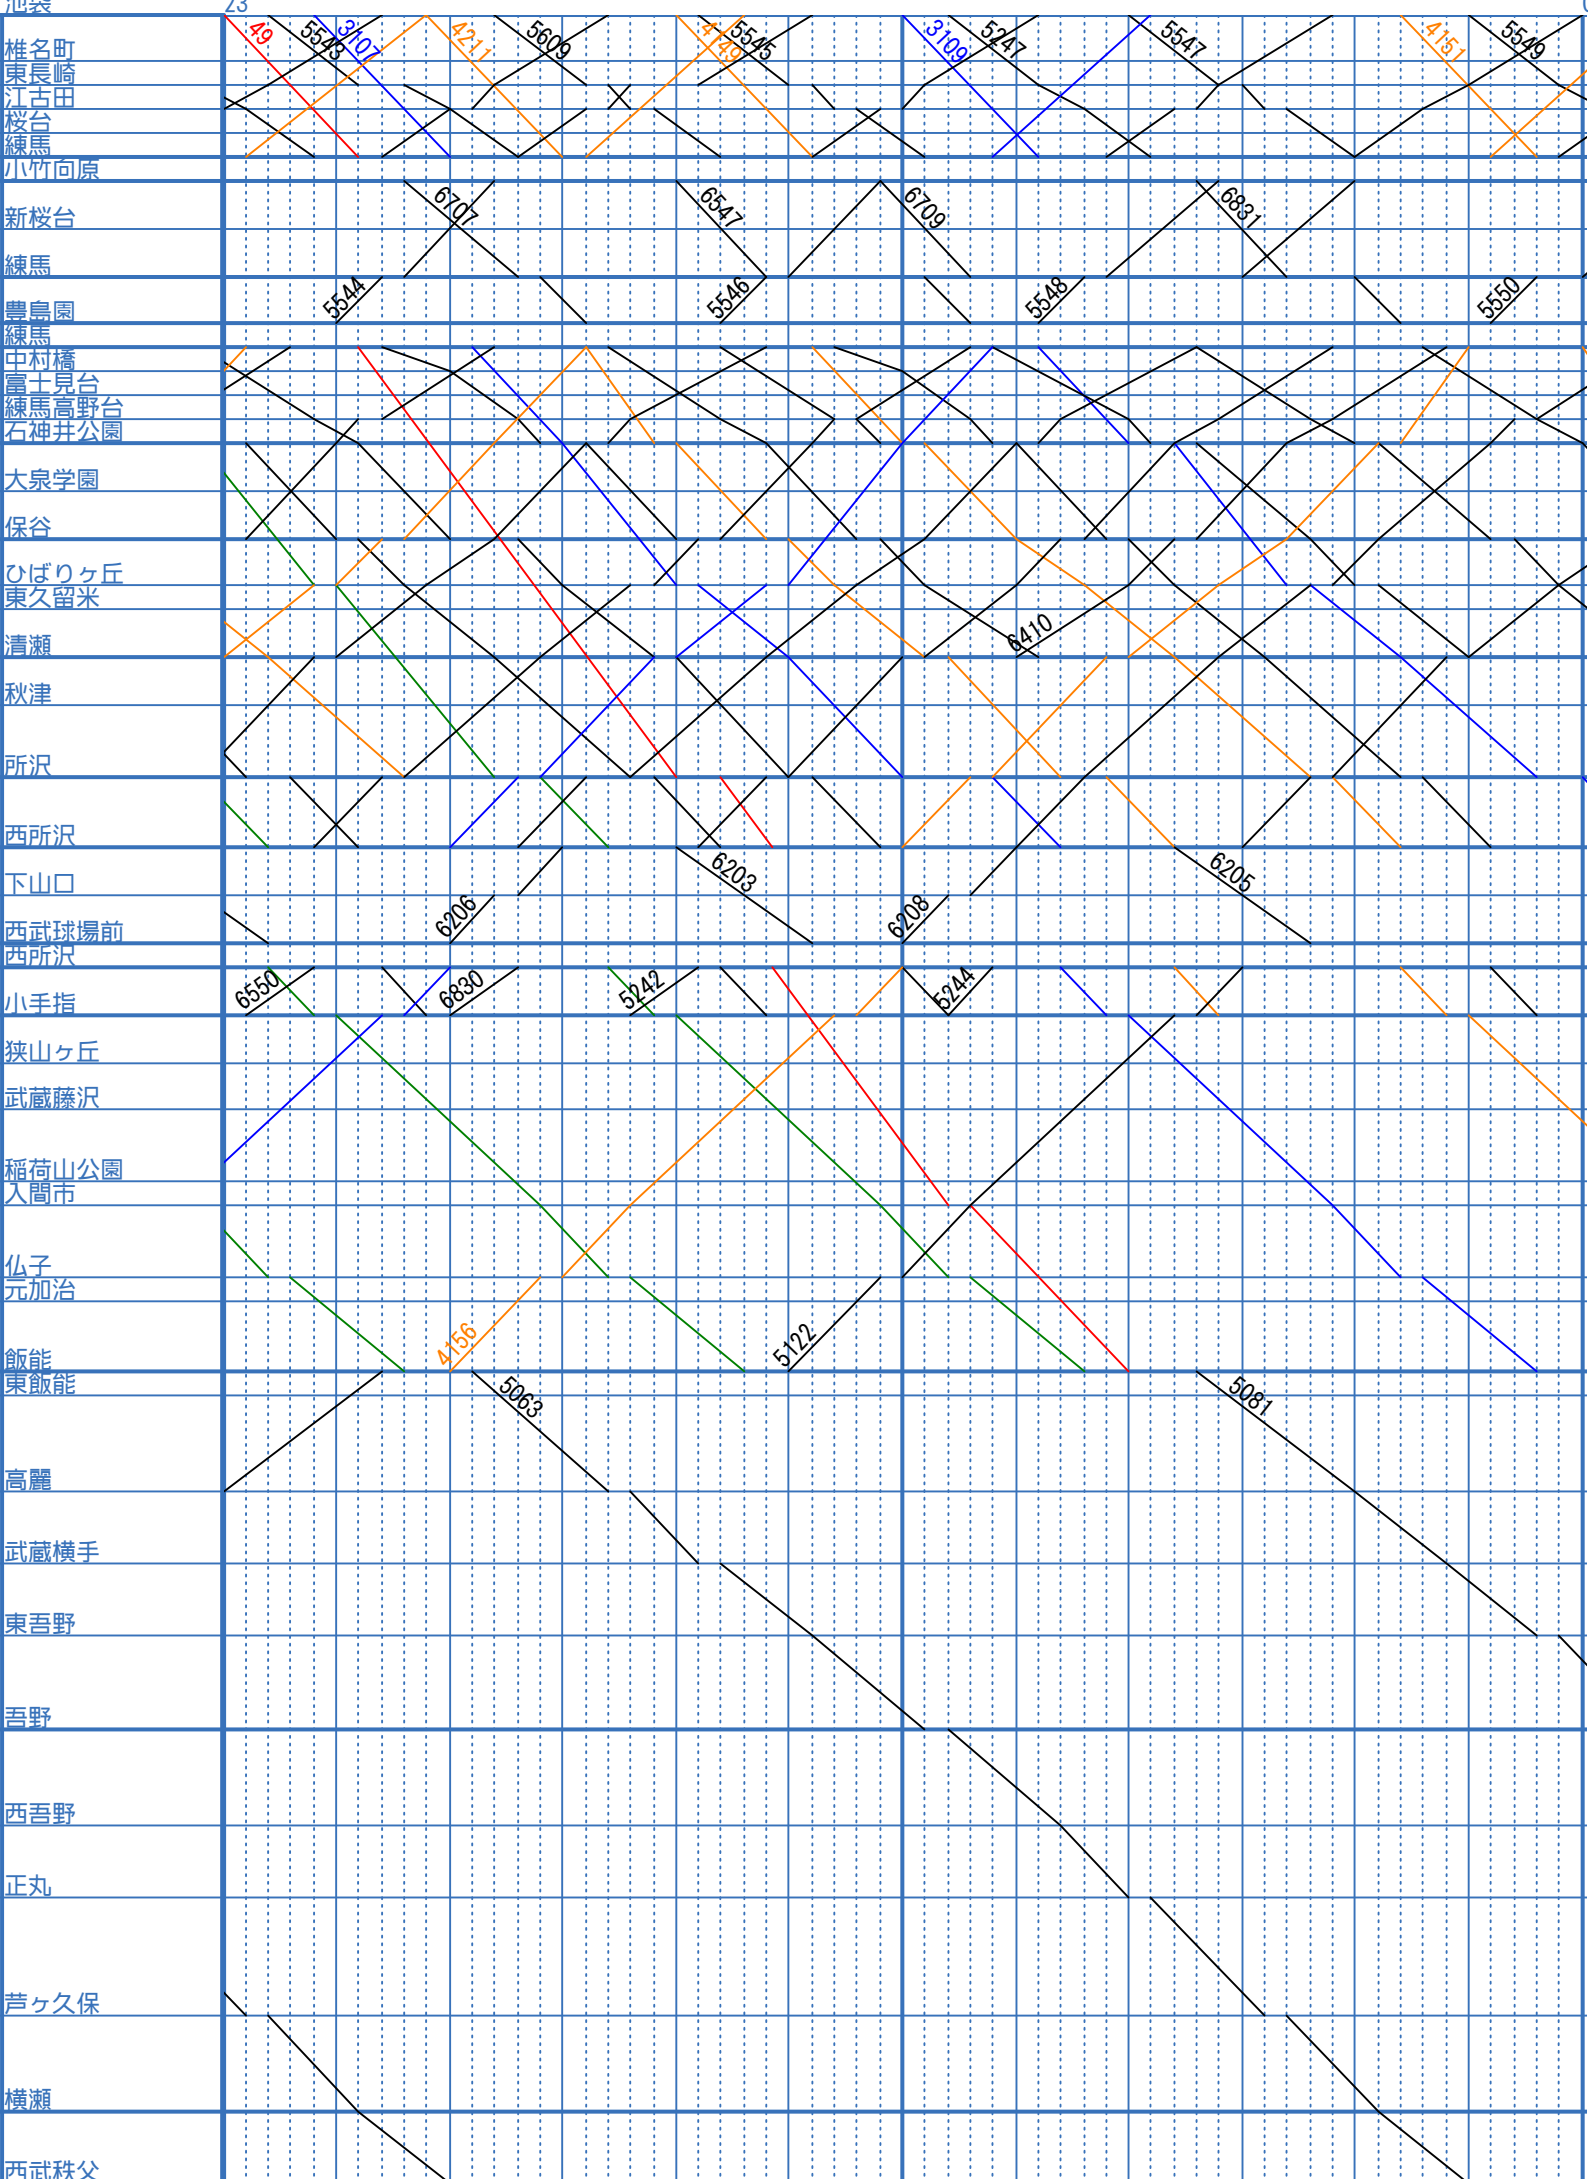 池袋 23 0
49 5543 3107 4211 5609 4149 5545 3109 5247 5547 4151 5549
椎名町
東長崎
江古田
桜台
練馬
小竹向原
6707 6547 6709 6831
新桜台
練馬
5544 5546 5548 5550
豊島園
練馬
中村橋
富士見台
練馬高野台
石神井公園
大泉学園
保谷
ひばりヶ丘
東久留米
6410
清瀬
秋津
所沢
西所沢
6203 6205
下山口
6206 6208
西武球場前
西所沢
6550 6830 5242 5244
小手指
狭山ヶ丘
武蔵藤沢
稲荷山公園
入間市
仏子
元加治
4156 5122
飯能
東飯能
5063 5081
高麗
武蔵横手
東吾野
吾野
西吾野
正丸
芦ヶ久保
横瀬
西武秩父